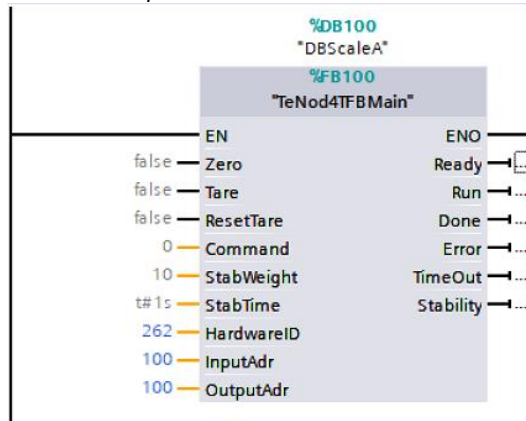 %DB100
"DBScaleA"
%FB100
"TeNod4TFBMain"
EN ENO
false Zero Ready ...
false Tare Run ...
false ResetTare Done ...
0 Command Error ...
10 StabWeight TimeOut ...
t#1s StabTime Stability ...
262 HardwareID
100 InputAdr
100 OutputAdr